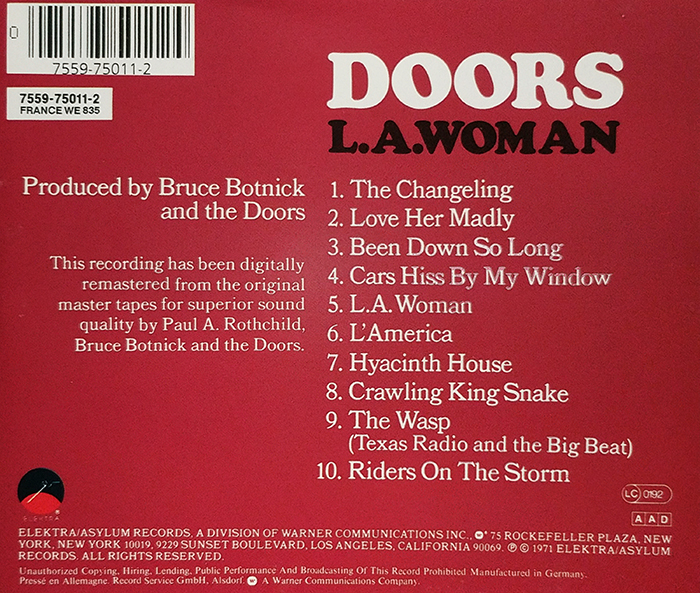 0
7559-75011-2
7559-75011-2
FRANCE WE 835
DOORS
L.A.WOMAN
Produced by Bruce Botnick
and the Doors
This recording has been digitally
remastered from the original
master tapes for superior sound
quality by Paul A. Rothchild,
Bruce Botnick and the Doors.
1. The Changeling
2. Love Her Madly
3. Been Down So Long
4. Cars Hiss By My Window
5. L.A. Woman
6. L'America
7. Hyacinth House
8. Crawling King Snake
9. The Wasp
(Texas Radio and the Big Beat)
10. Riders On The Storm
ELEKTRA
LC 0192
AAD
ELEKTRA/ASYLUM RECORDS, A DIVISION OF WARNER COMMUNICATIONS INC., ® 75 ROCKEFELLER PLAZA, NEW
YORK, NEW YORK 10019, 9229 SUNSET BOULEVARD, LOS ANGELES, CALIFORNIA 90069. ℗ © 1971 ELEKTRA/ASYLUM
RECORDS. ALL RIGHTS RESERVED.
Unauthorized Copying, Hiring, Lending, Public Performance And Broadcasting Of This Record Prohibited Manufactured in Germany.
Pressé en Allemagne. Record Service GmbH, Alsdorf. A Warner Communications Company.